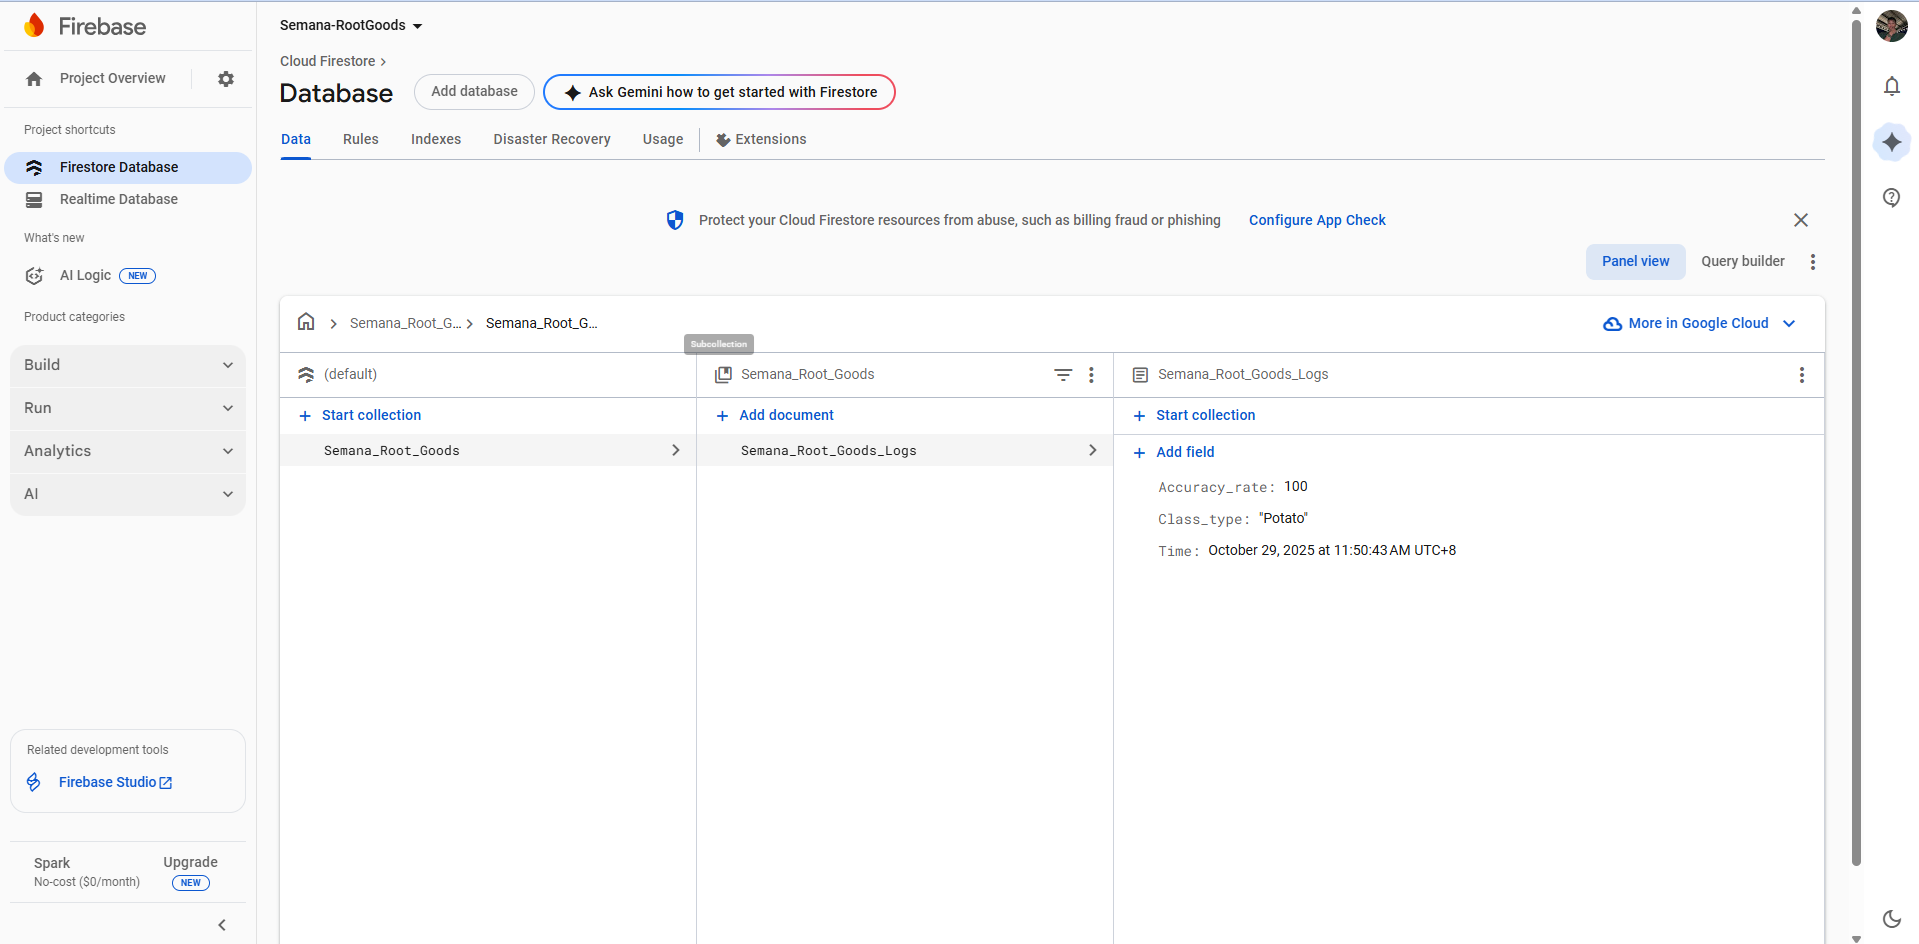 Firebase
Project Overview
Project shortcuts
Firestore Database
Realtime Database
What's new
AI Logic NEW
Product categories
Build
Run
Analytics
AI
Related development tools
Firebase Studio
Spark
No-cost ($0/month)
Upgrade
NEW
Semana-RootGoods
Cloud Firestore
Database
Add database
Ask Gemini how to get started with Firestore
Data Rules Indexes Disaster Recovery Usage Extensions
Protect your Cloud Firestore resources from abuse, such as billing fraud or phishing Configure App Check
Panel view Query builder
Semana_Root_G... Semana_Root_G...
More in Google Cloud
Subcollection
(default)
Start collection
Semana_Root_Goods
Semana_Root_Goods
Add document
Semana_Root_Goods_Logs
Semana_Root_Goods_Logs
Start collection
Add field
Accuracy_rate: 100
Class_type: "Potato"
Time: October 29, 2025 at 11:50:43 AM UTC+8